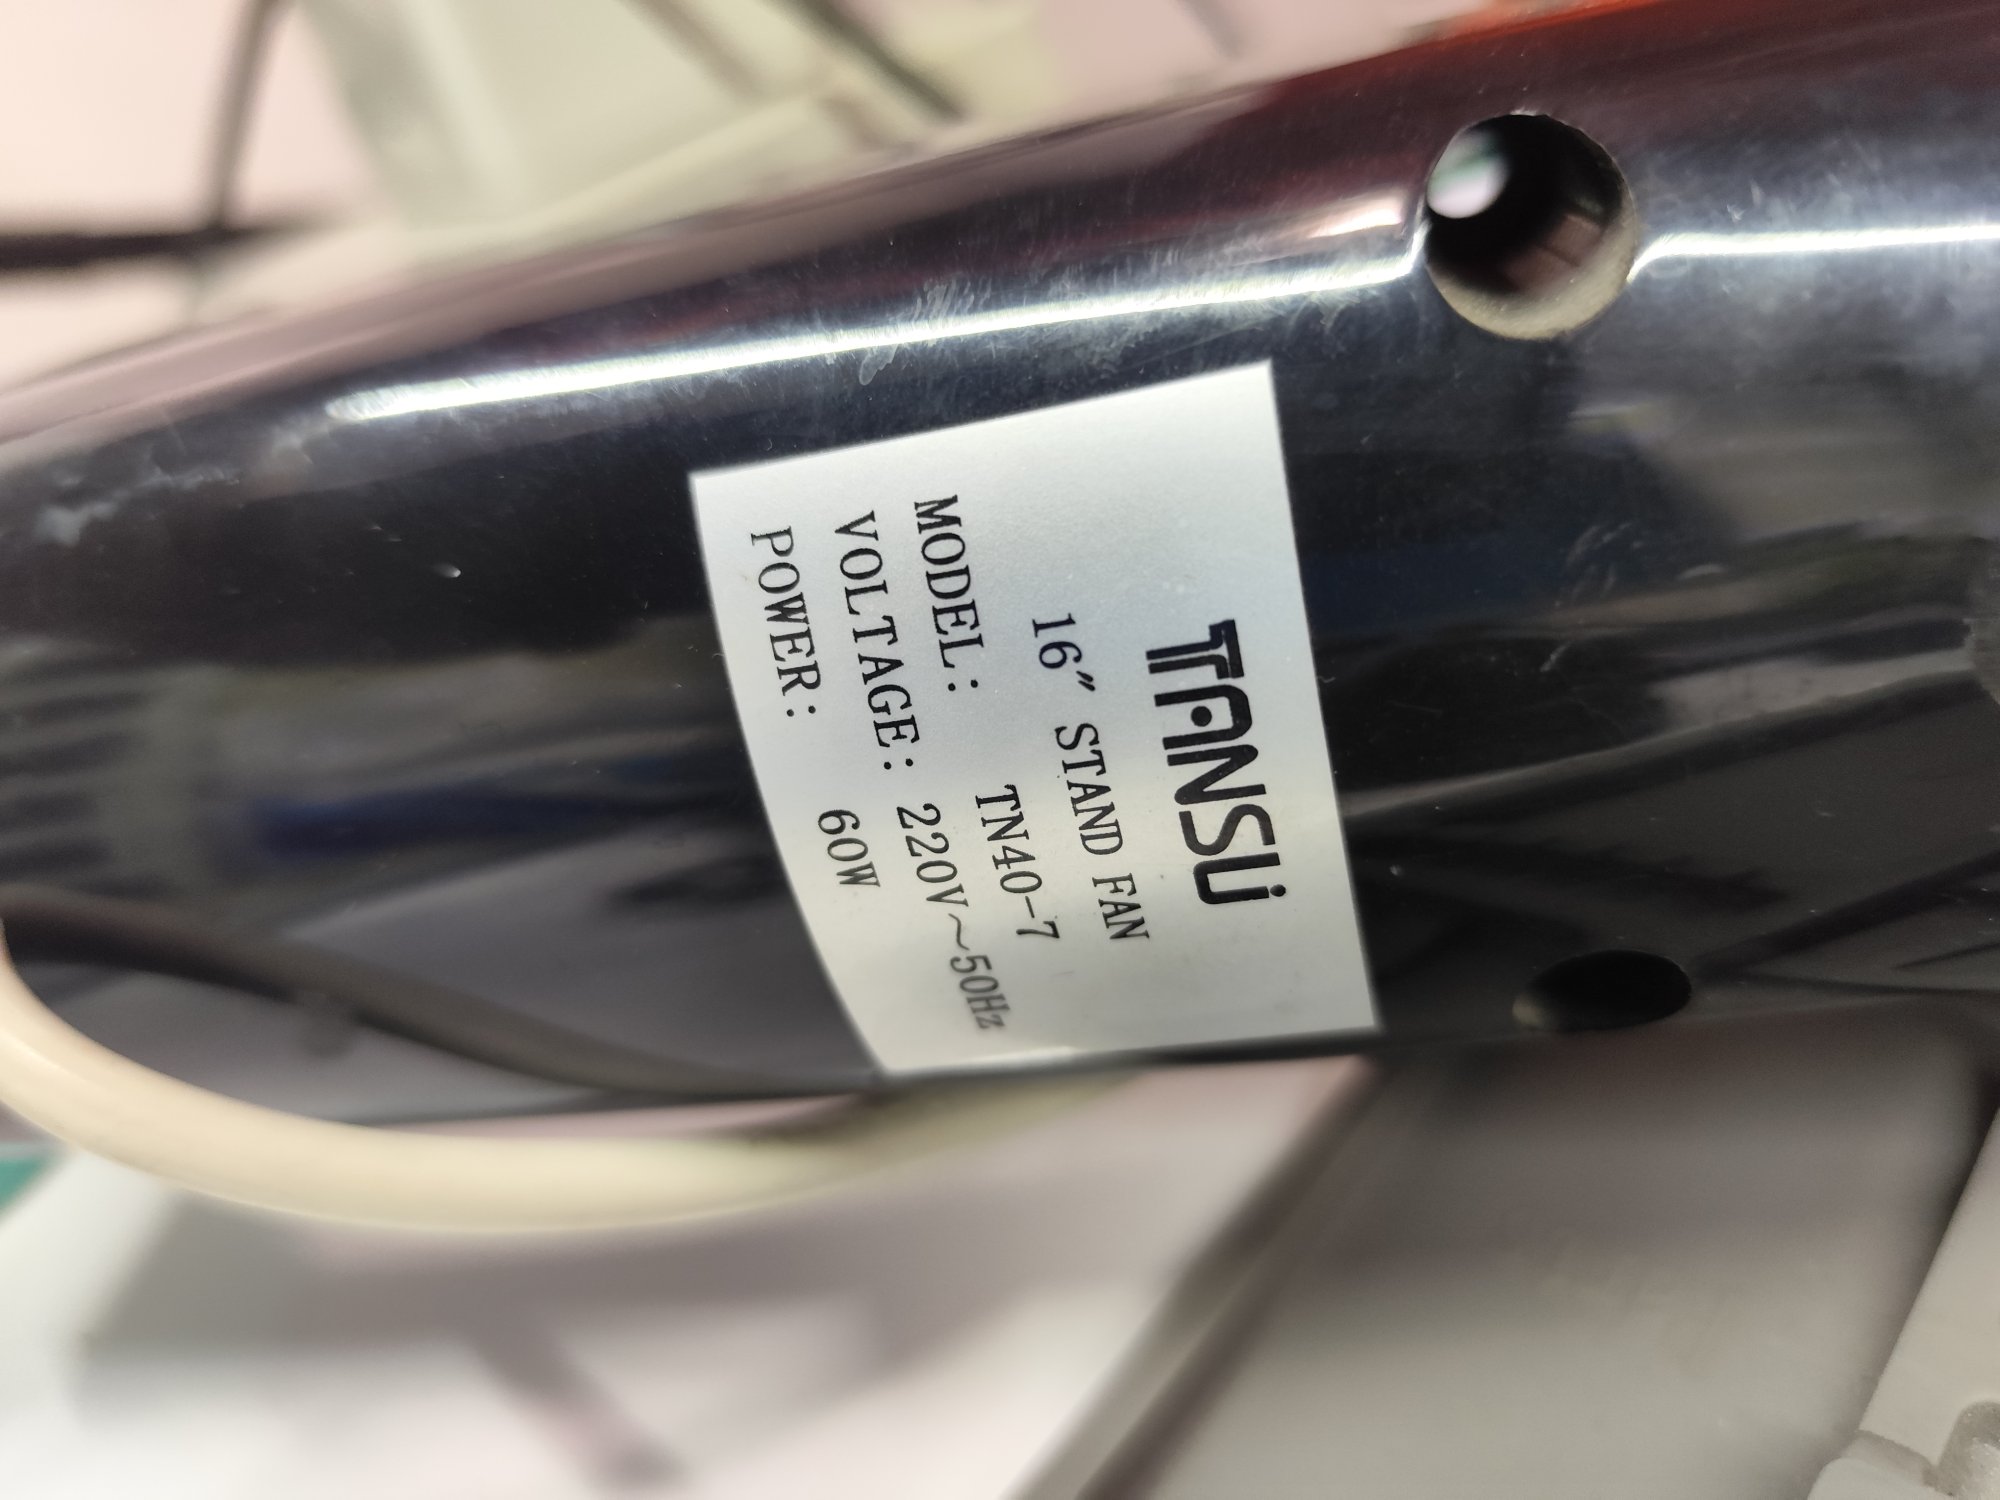 TANSU
16" STAND FAN
MODEL: TN40-7
VOLTAGE: 220V~50Hz
POWER: 60W